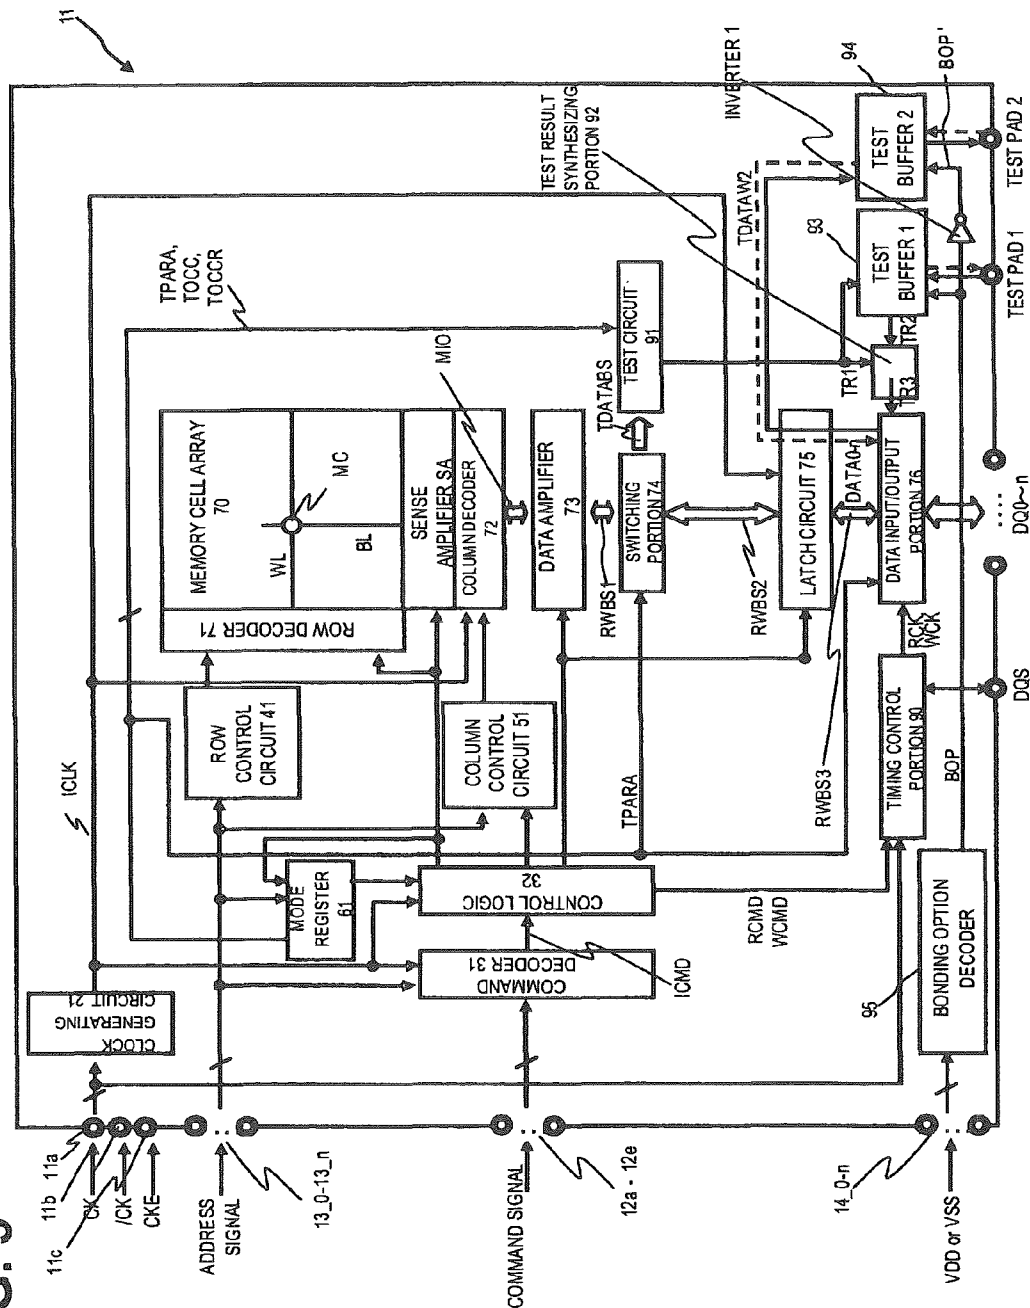 11
ICLK
TPARA,
TOCC,
TOCCR
TEST RESULT
SYNTHESIZING
PORTION 92
INVERTER 1
94
BOP'
CLOCK
GENERATING
CIRCUIT 21
11a
11b
11c
CK
/CK
CKE
ADDRESS
SIGNAL
13_0-13_n
MODE
REGISTER
61
ROW
CONTROL
CIRCUIT 41
ROW DECODER 71
MEMORY CELL ARRAY
70
WL
MC
BL
SENSE
AMPLIFIER SA
COLUMN DECODER
72
MIO
COLUMN
CONTROL
CIRCUIT 51
DATA AMPLIFIER
73
RWBS1
SWITCHING
PORTION 74
TDATABS
TEST CIRCUIT
91
TDATAW2
TEST
BUFFER 2
TEST PAD 2
93
TEST
BUFFER 1
TEST PAD 1
TR1
TR2
TR3
COMMAND SIGNAL
12a - 12e
COMMAND
DECODER 31
ICMD
CONTROL LOGIC
32
RCMD
WCMD
TPARA
RWBS2
LATCH CIRCUIT 75
RWBS3
DATA0-n
DATA INPUT/OUTPUT
PORTION 76
RCK
WCK
TIMING CONTROL
PORTION 90
DQS
DQ0~n
VDD or VSS
14_0-n
95
BONDING OPTION
DECODER
BOP